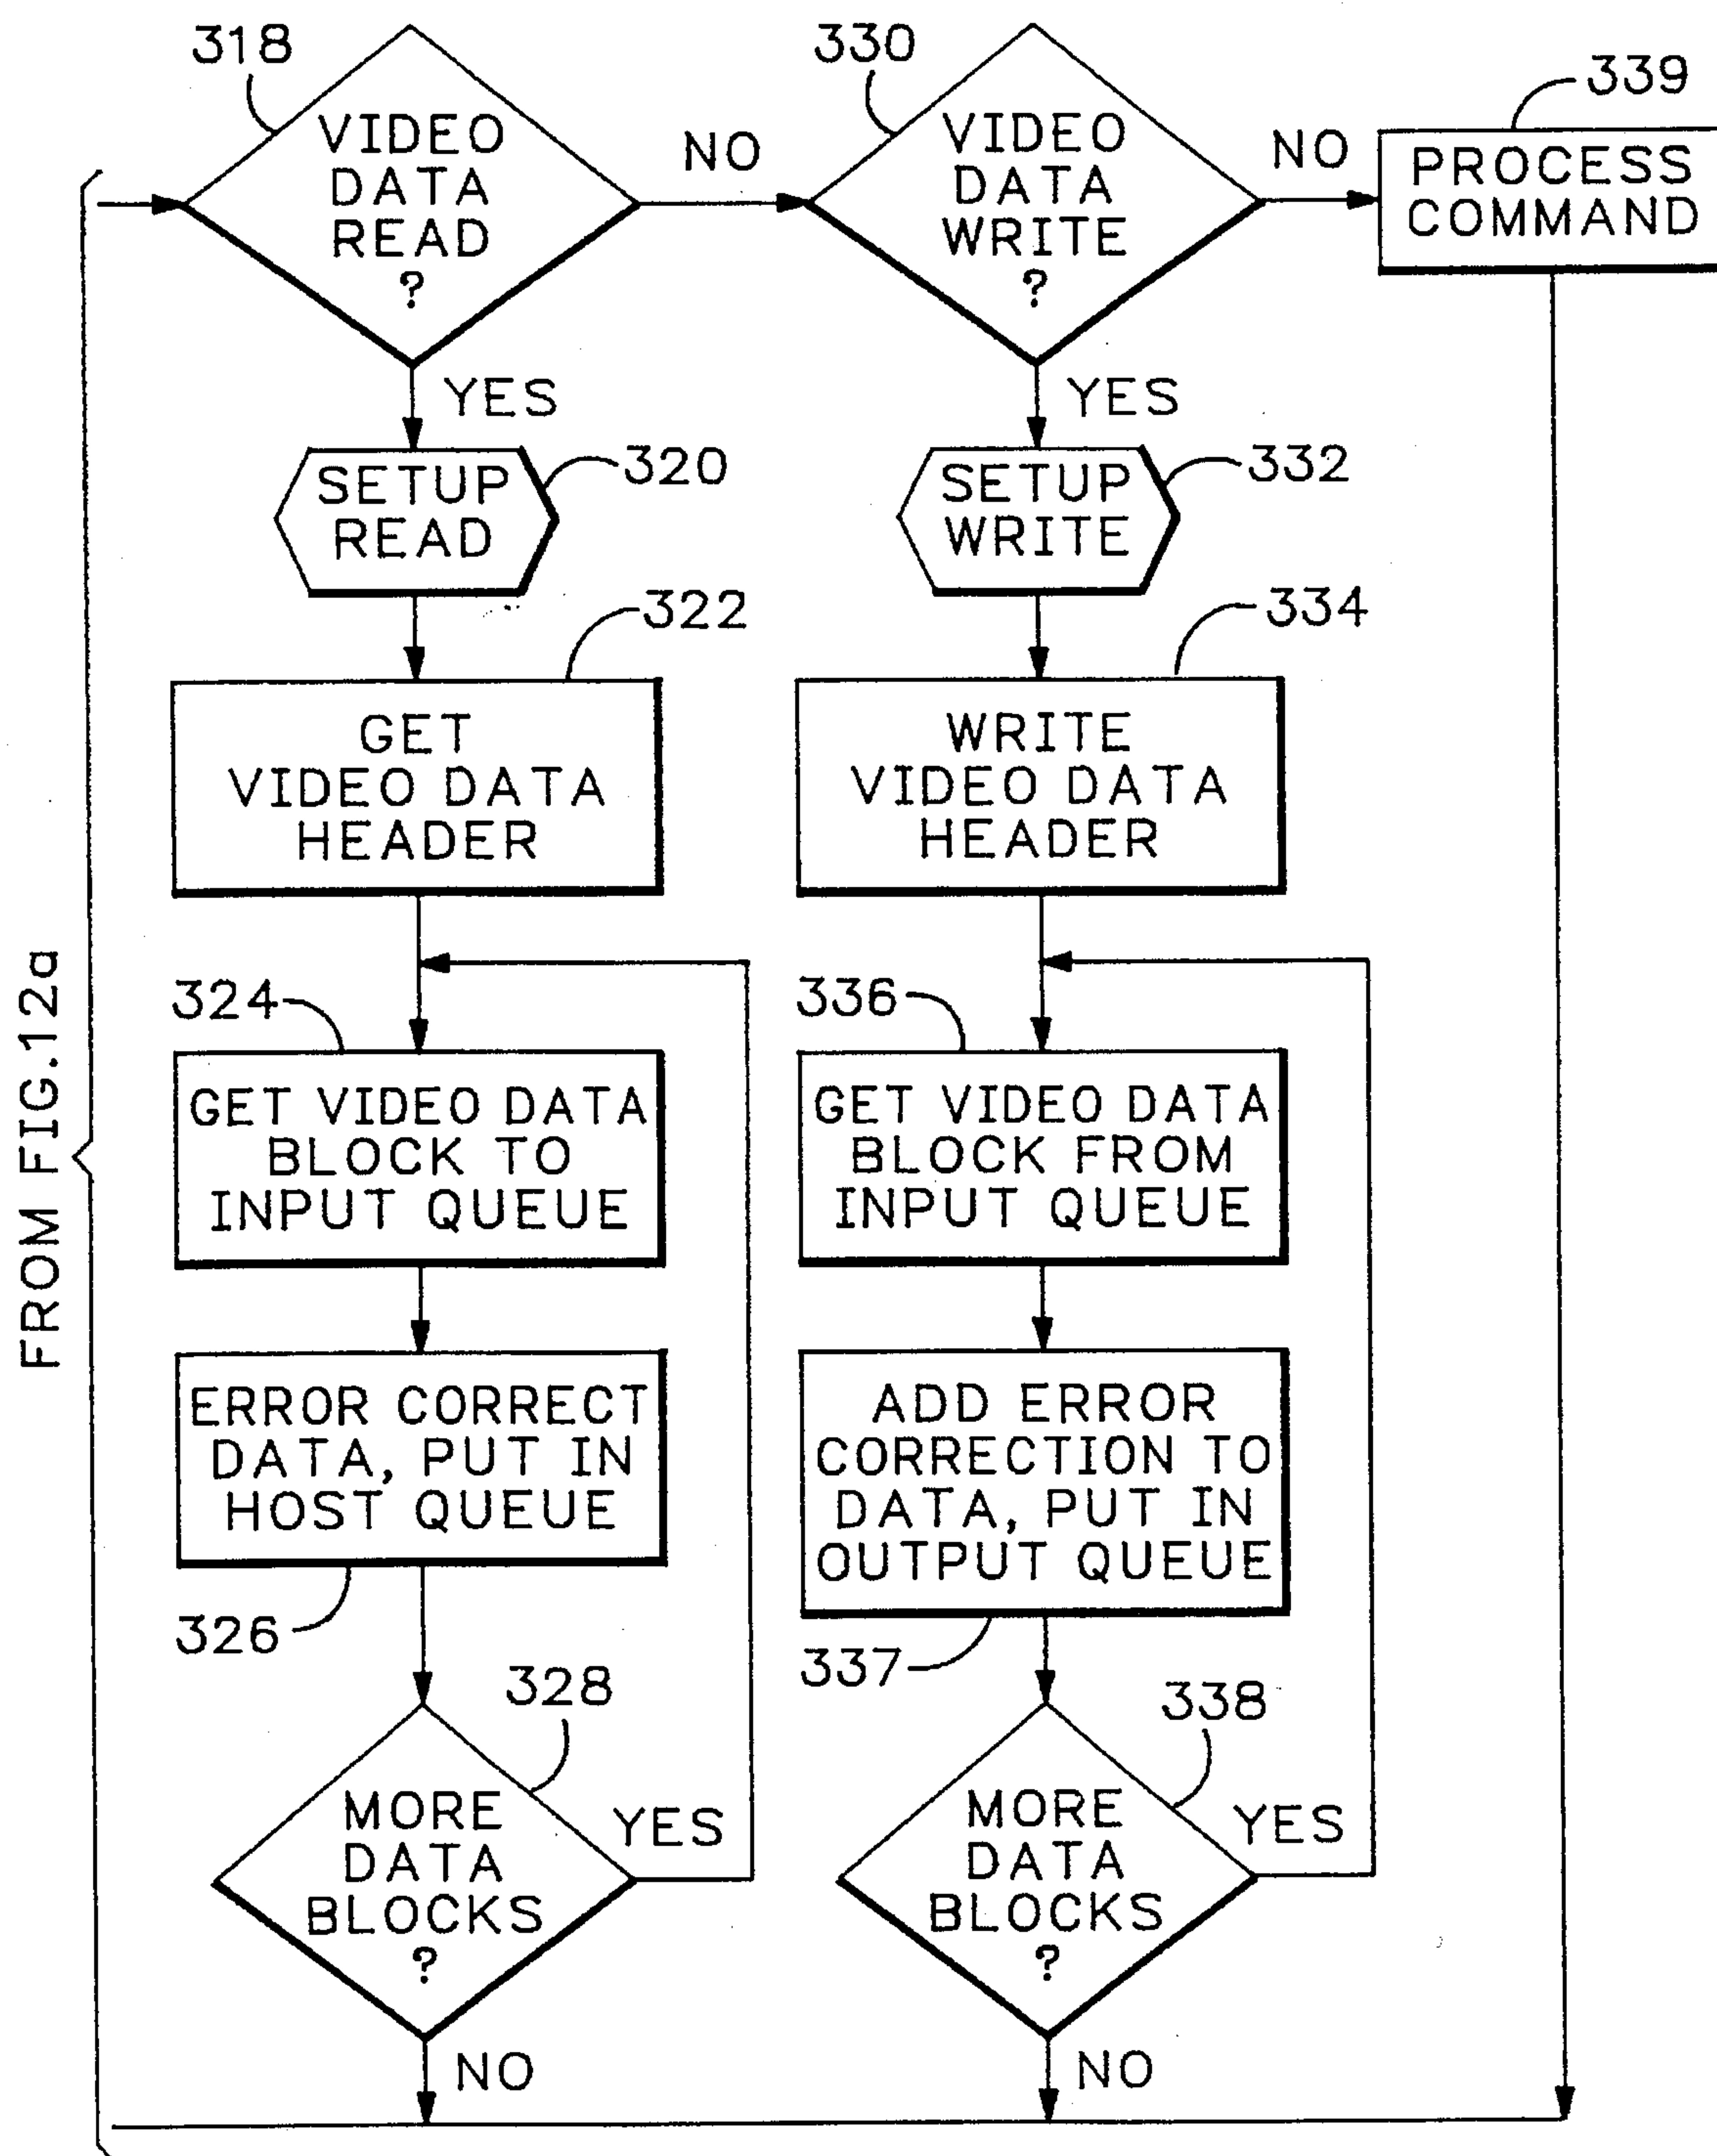 318
VIDEO
DATA
READ
?
NO
330
VIDEO
DATA
WRITE
?
NO
339
PROCESS
COMMAND
YES
YES
SETUP
READ
320
SETUP
WRITE
332
322
GET
VIDEO DATA
HEADER
334
WRITE
VIDEO DATA
HEADER
FROM FIG.12a
324
GET VIDEO DATA
BLOCK TO
INPUT QUEUE
336
GET VIDEO DATA
BLOCK FROM
INPUT QUEUE
ERROR CORRECT
DATA, PUT IN
HOST QUEUE
326
ADD ERROR
CORRECTION TO
DATA, PUT IN
OUTPUT QUEUE
337
328
MORE
DATA
BLOCKS
?
YES
NO
338
MORE
DATA
BLOCKS
?
YES
NO